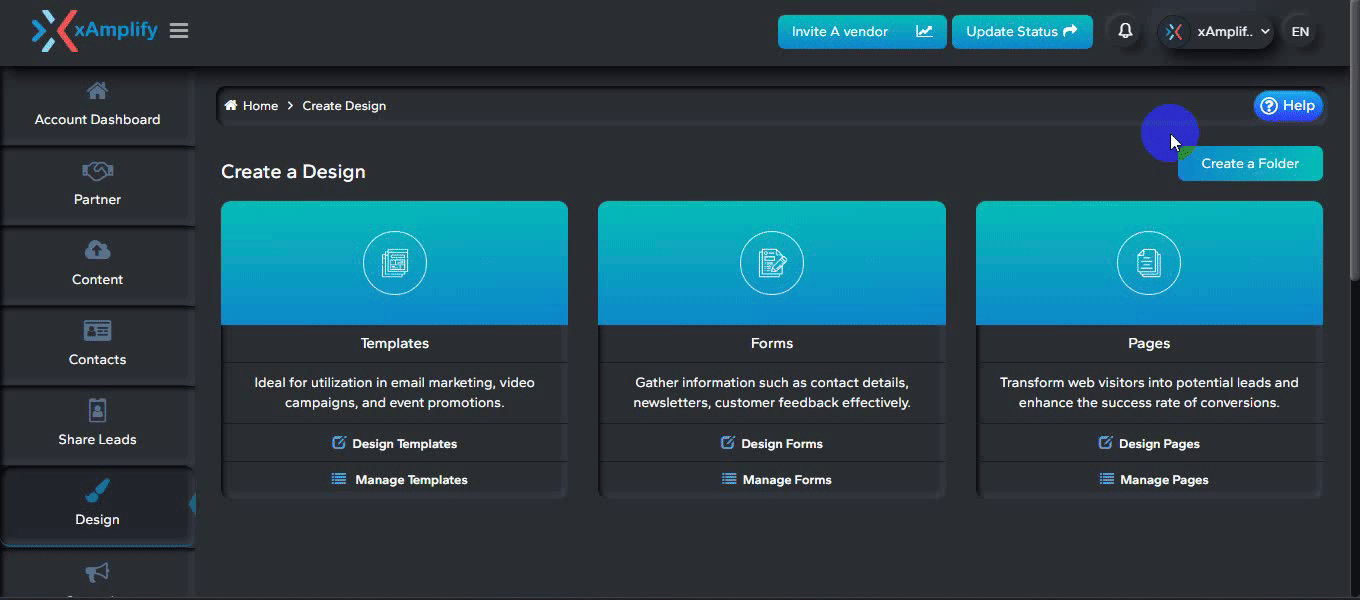 xAmplify
Invite A vendor
Update Status
xAmplif..
EN
Account Dashboard
Partner
Content
Contacts
Share Leads
Design
Home > Create Design
Help
Create a Design
Create a Folder
Templates
Ideal for utilization in email marketing, video
campaigns, and event promotions.
Design Templates
Manage Templates
Forms
Gather information such as contact details,
newsletters, customer feedback effectively.
Design Forms
Manage Forms
Pages
Transform web visitors into potential leads and
enhance the success rate of conversions.
Design Pages
Manage Pages